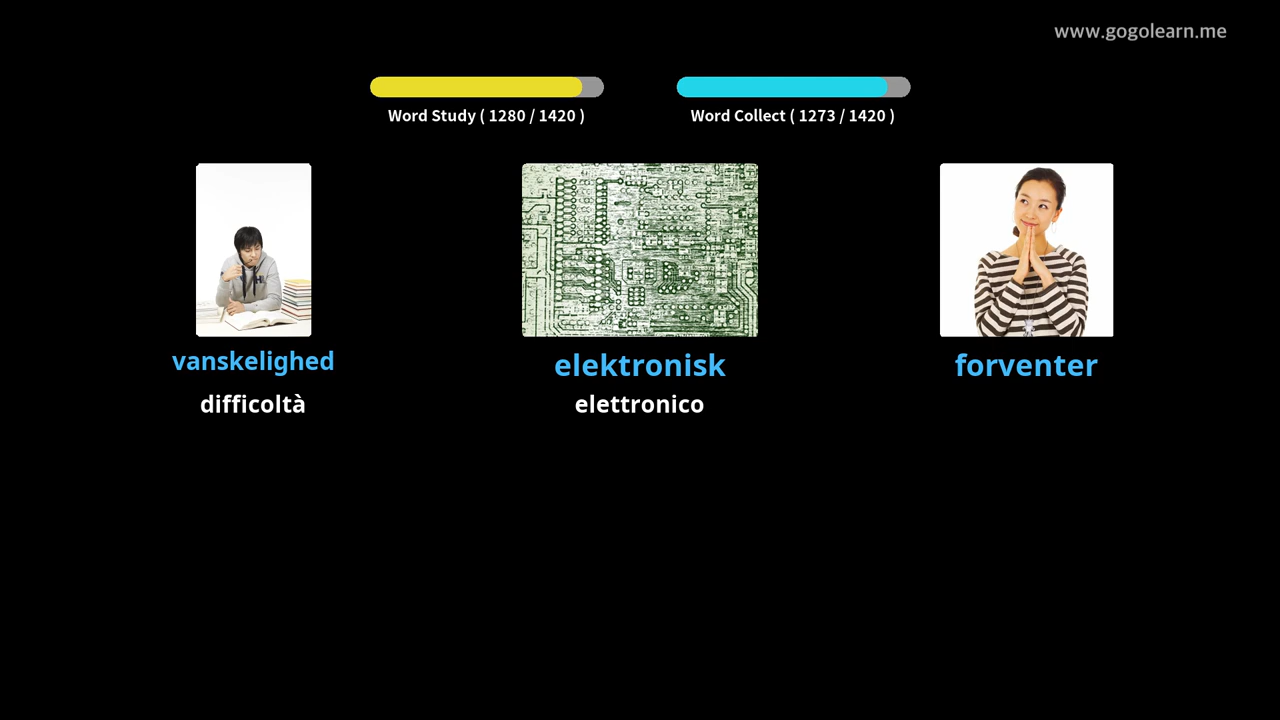 www.gogolearn.me
Word Study ( 1280 / 1420 )
Word Collect ( 1273 / 1420 )
vanskelighed
elektronisk
forventer
difficoltà
elettronico